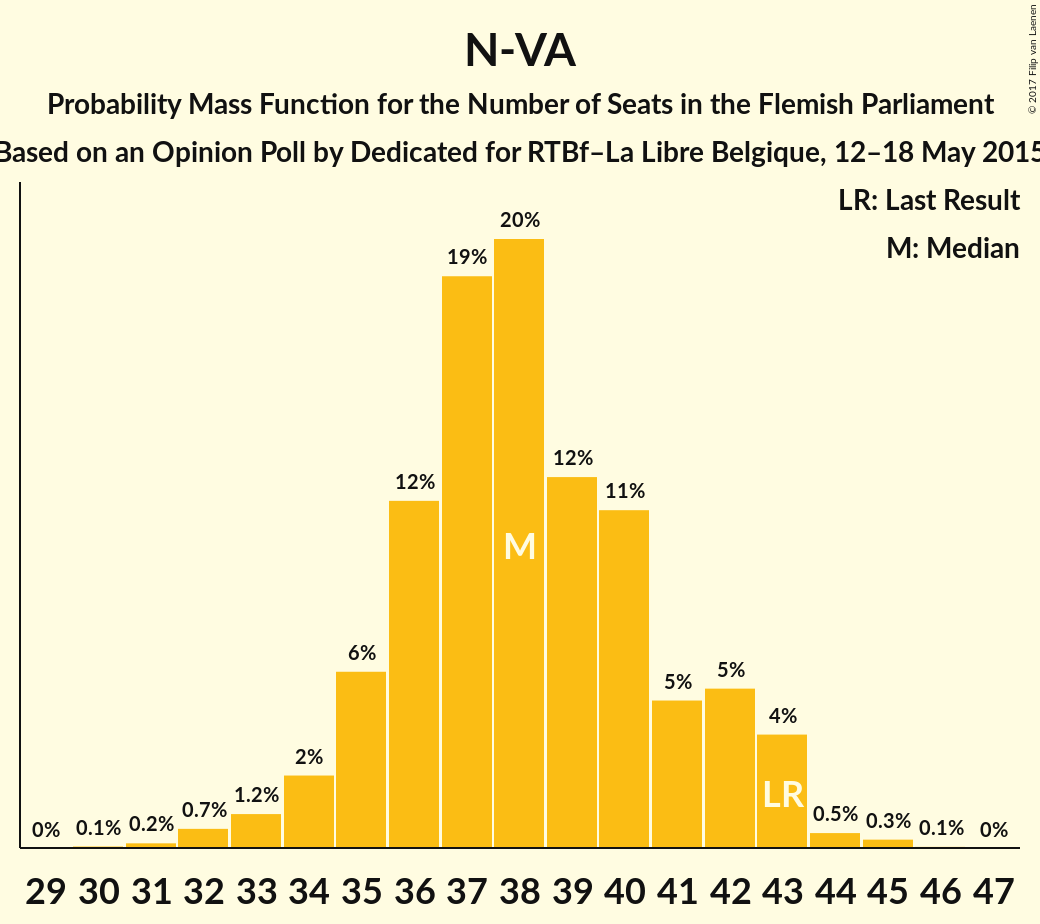 N-VA
Probability Mass Function for the Number of Seats in the Flemish Parliament
Based on an Opinion Poll by Dedicated for RTBf–La Libre Belgique, 12–18 May 2015
© 2017 Filip van Laenen
LR: Last Result
M: Median
0% 0.1% 0.2% 0.7% 1.2% 2% 6% 12% 19% 20% 12% 11% 5% 5% 4% 0.5% 0.3% 0.1% 0%
M
LR
29 30 31 32 33 34 35 36 37 38 39 40 41 42 43 44 45 46 47